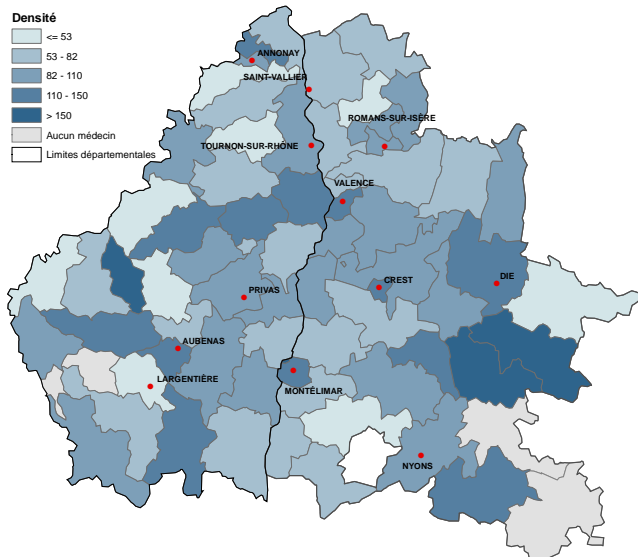 Densité
<= 53
53 - 82
82 - 110
110 - 150
> 150
Aucun médecin
Limites départementales
ANNONAY
SAINT-VALLIER
ROMANS-SUR-ISÈRE
TOURNON-SUR-RHÔNE
VALENCE
DIE
CREST
PRIVAS
AUBENAS
LARGENTIÈRE
MONTÉLIMAR
NYONS